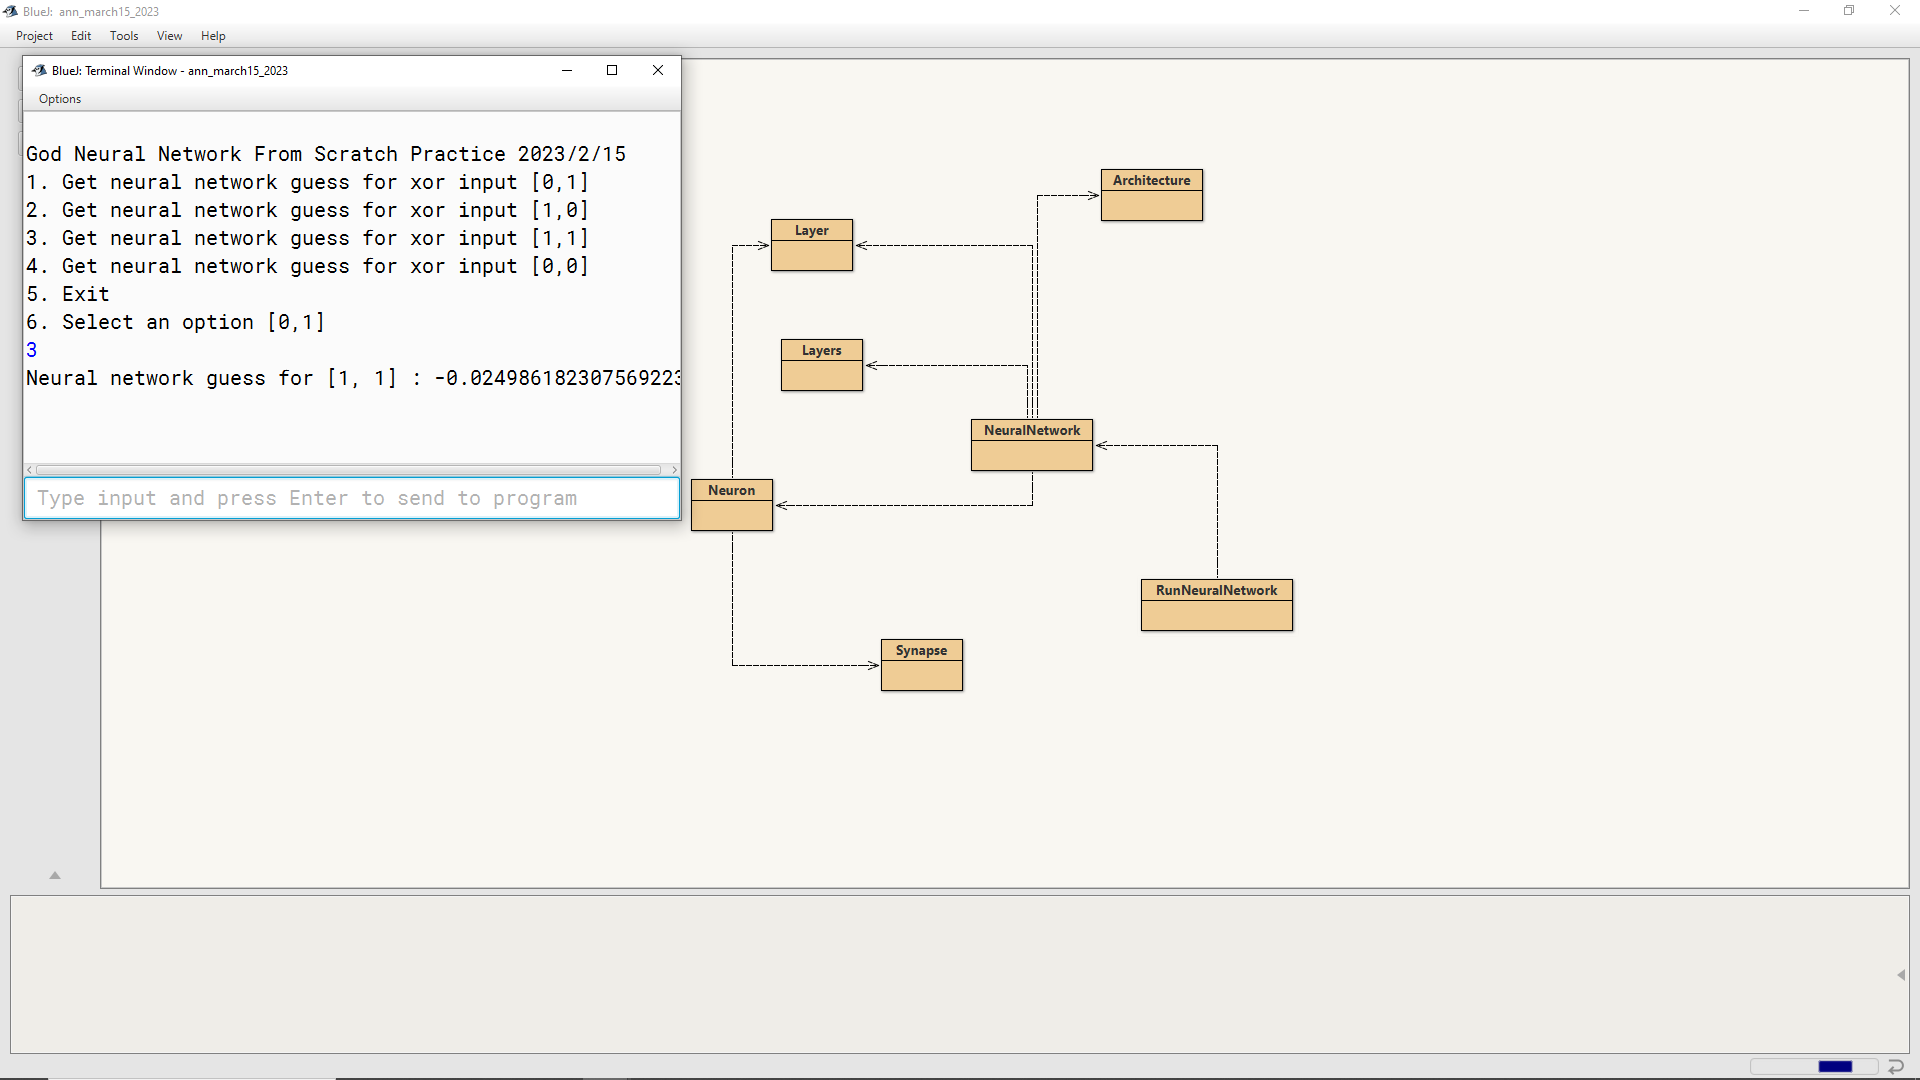 BlueJ: ann_march15_2023
Project Edit Tools View Help
BlueJ: Terminal Window - ann_march15_2023
Options
God Neural Network From Scratch Practice 2023/2/15
1. Get neural network guess for xor input [0,1]
2. Get neural network guess for xor input [1,0]
3. Get neural network guess for xor input [1,1]
4. Get neural network guess for xor input [0,0]
5. Exit
6. Select an option [0,1]
3
Neural network guess for [1, 1] : -0.024986182307569223
Type input and press Enter to send to program
Architecture
Layer
Layers
NeuralNetwork
Neuron
RunNeuralNetwork
Synapse